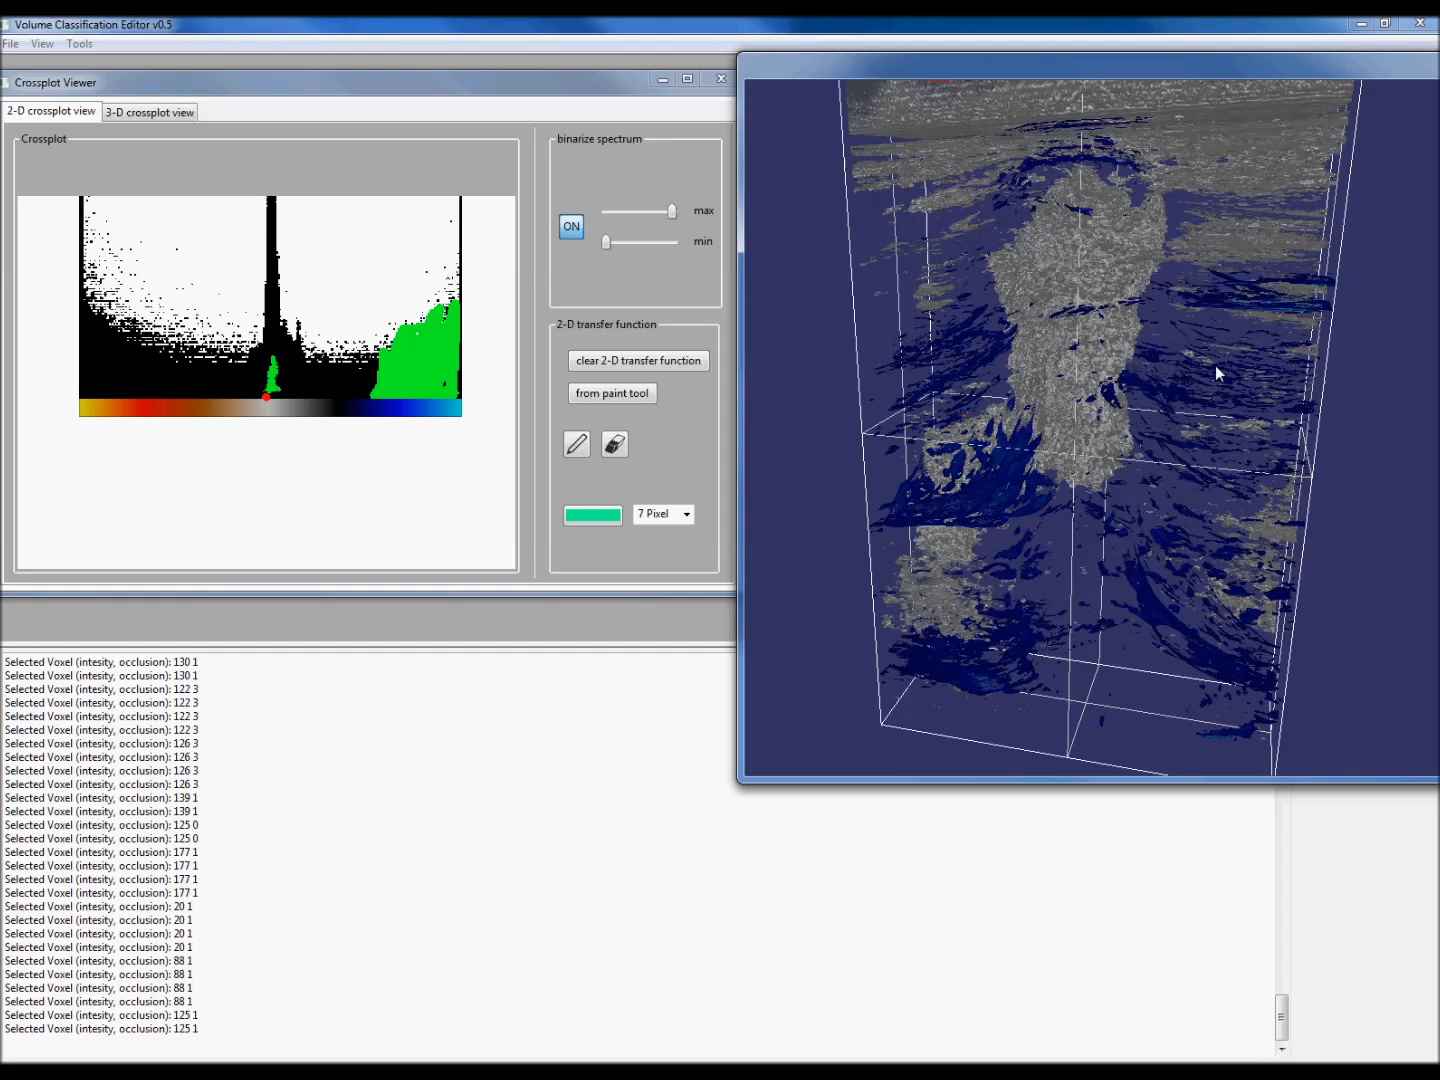 Volume Classification Editor v0.5
File View Tools
Crossplot Viewer
2-D crossplot view 3-D crossplot view
Crossplot
binarize spectrum
ON
max
min
2-D transfer function
clear 2-D transfer function
from paint tool
7 Pixel
Selected Voxel (intesity, occlusion): 130 1
Selected Voxel (intesity, occlusion): 130 1
Selected Voxel (intesity, occlusion): 122 3
Selected Voxel (intesity, occlusion): 122 3
Selected Voxel (intesity, occlusion): 122 3
Selected Voxel (intesity, occlusion): 122 3
Selected Voxel (intesity, occlusion): 126 3
Selected Voxel (intesity, occlusion): 126 3
Selected Voxel (intesity, occlusion): 126 3
Selected Voxel (intesity, occlusion): 126 3
Selected Voxel (intesity, occlusion): 139 1
Selected Voxel (intesity, occlusion): 139 1
Selected Voxel (intesity, occlusion): 125 0
Selected Voxel (intesity, occlusion): 125 0
Selected Voxel (intesity, occlusion): 177 1
Selected Voxel (intesity, occlusion): 177 1
Selected Voxel (intesity, occlusion): 177 1
Selected Voxel (intesity, occlusion): 177 1
Selected Voxel (intesity, occlusion): 20 1
Selected Voxel (intesity, occlusion): 20 1
Selected Voxel (intesity, occlusion): 20 1
Selected Voxel (intesity, occlusion): 20 1
Selected Voxel (intesity, occlusion): 88 1
Selected Voxel (intesity, occlusion): 88 1
Selected Voxel (intesity, occlusion): 88 1
Selected Voxel (intesity, occlusion): 88 1
Selected Voxel (intesity, occlusion): 125 1
Selected Voxel (intesity, occlusion): 125 1